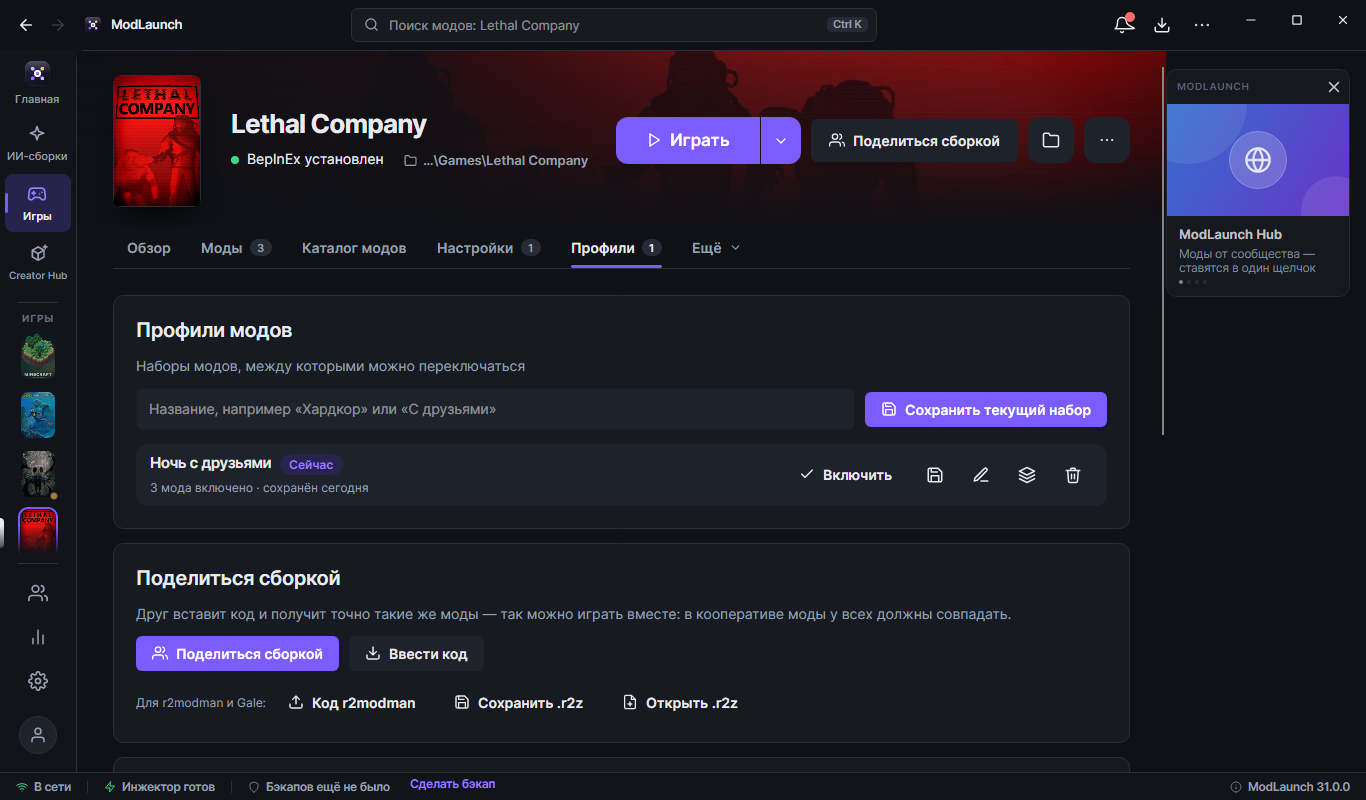 ModLaunch
Поиск модов: Lethal Company
Ctrl K
Главная
ИИ-сборки
Игры
Creator Hub
ИГРЫ
MINECRAFT
LETHAL COMPANY
LETHAL
COMPANY
Lethal Company
BepInEx установлен
...\Games\Lethal Company
Играть
Поделиться сборкой
MODLAUNCH
ModLaunch Hub
Моды от сообщества —
ставятся в один щелчок
Обзор
Моды 3
Каталог модов
Настройки 1
Профили 1
Ещё
Профили модов
Наборы модов, между которыми можно переключаться
Название, например «Хардкор» или «С друзьями»
Сохранить текущий набор
Ночь с друзьями Сейчас
3 мода включено · сохранён сегодня
Включить
Поделиться сборкой
Друг вставит код и получит точно такие же моды — так можно играть вместе: в кооперативе моды у всех должны совпадать.
Поделиться сборкой
Ввести код
Для r2modman и Gale:
Код r2modman
Сохранить .r2z
Открыть .r2z
В сети
Инжектор готов
Бэкапов ещё не было
Сделать бэкап
ModLaunch 31.0.0